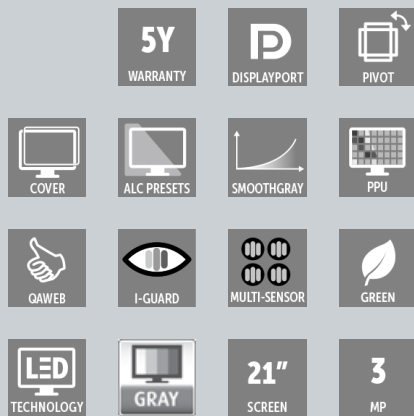 5Y
WARRANTY
DISPLAYPORT
PIVOT
COVER
ALC PRESETS
SMOOTHGRAY
PPU
QAWEB
I-GUARD
MULTI-SENSOR
GREEN
LED
TECHNOLOGY
GRAY
21"
SCREEN
3
MP